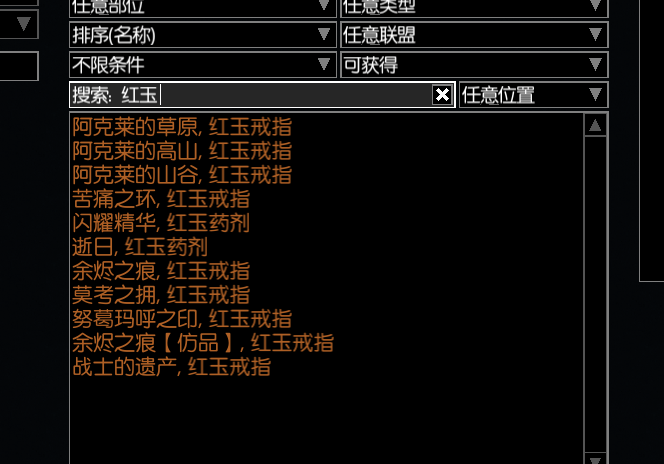 任意部位 任意类型
排序(名称) 任意联盟
不限条件 可获得
搜索: 红玉 任意位置
阿克莱的草原, 红玉戒指
阿克莱的高山, 红玉戒指
阿克莱的山谷, 红玉戒指
苦痛之环, 红玉戒指
闪耀精华, 红玉药剂
逝日, 红玉药剂
余烬之痕, 红玉戒指
莫考之拥, 红玉戒指
努葛玛呼之印, 红玉戒指
余烬之痕【仿品】, 红玉戒指
战士的遗产, 红玉戒指